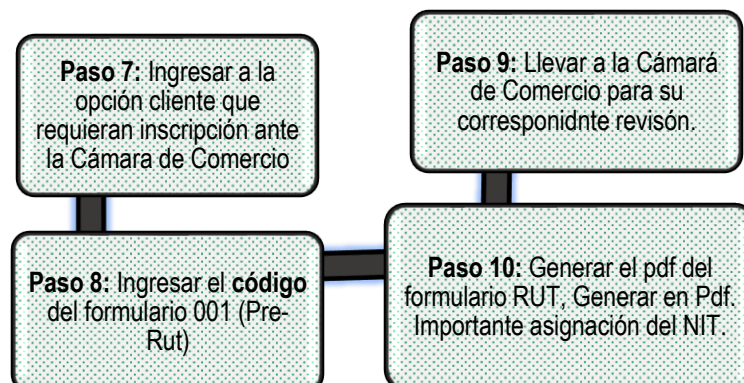 Paso 7: Ingresar a la
opción cliente que
requieran inscripción ante
la Cámara de Comercio
Paso 8: Ingresar el código
del formulario 001 (Pre-
Rut)
Paso 9: Llevar a la Cámará
de Comercio para su
corresponidnte revisón.
Paso 10: Generar el pdf del
formulario RUT, Generar en Pdf.
Importante asignación del NIT.